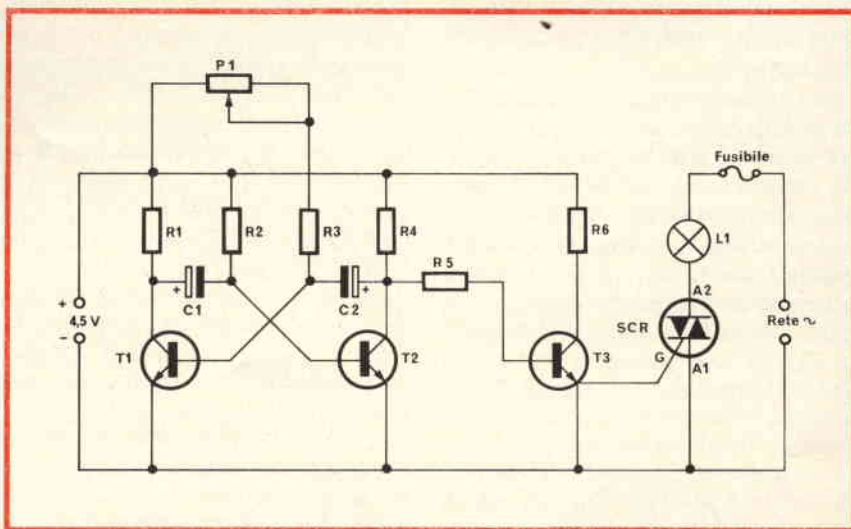 P1
Fusibile
R1
R2
R3
R4
R6
L1
R5
A2
+
C1
+
C2
+
4,5 V
−
SCR
Rete ~
T1
T2
T3
G
A1